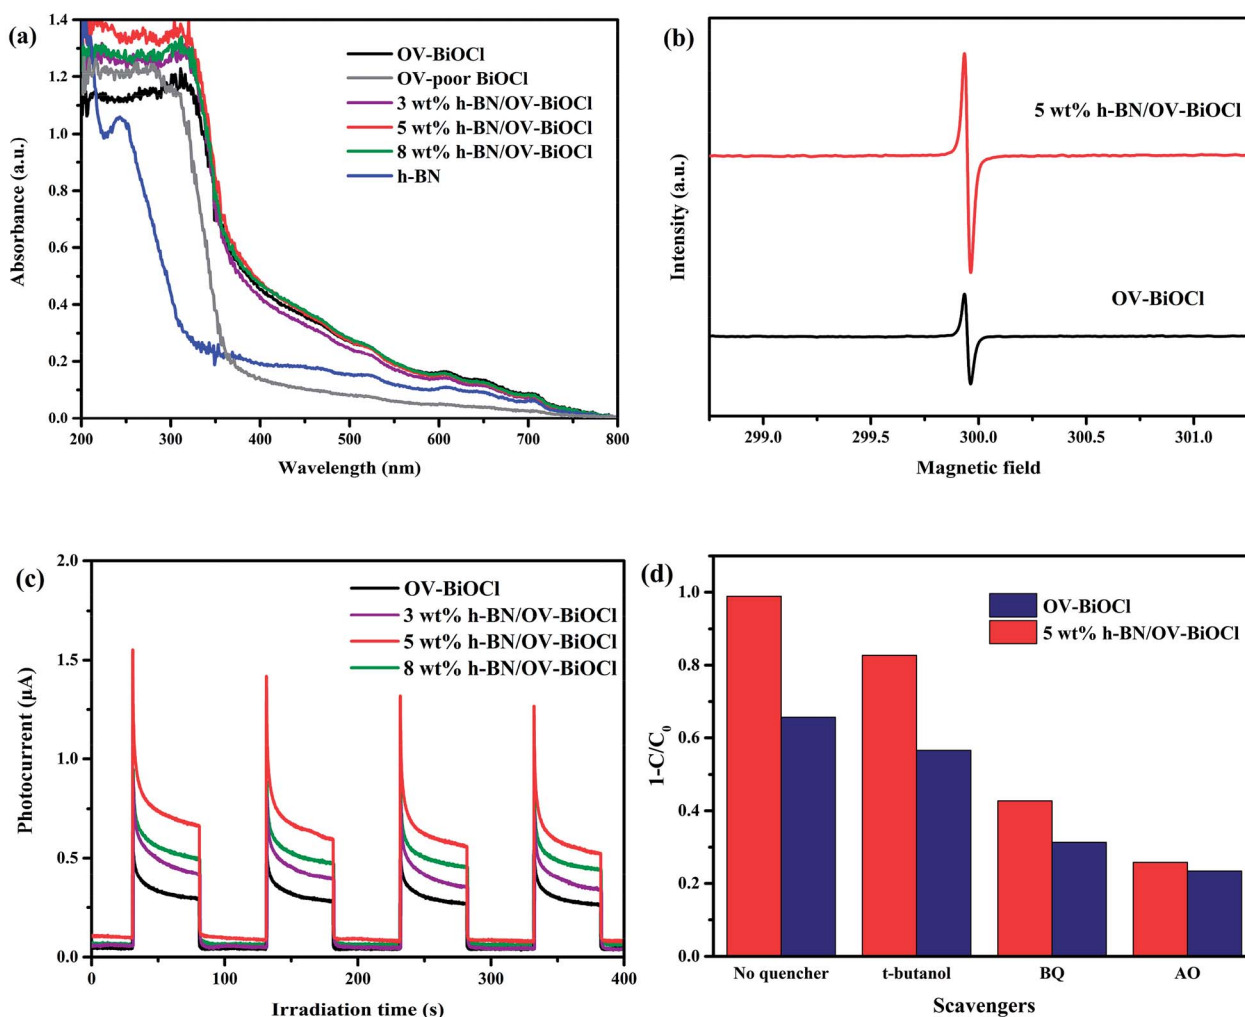 (a)
1.4
1.2
1.0
0.8
0.6
0.4
0.2
0.0
Absorbance (a.u.)
OV-BiOCl
OV-poor BiOCl
3 wt% h-BN/OV-BiOCl
5 wt% h-BN/OV-BiOCl
8 wt% h-BN/OV-BiOCl
h-BN
200 250 300 350 400 500 600 700 800
Wavelength (nm)
(b)
Intensity (a.u.)
5 wt% h-BN/OV-BiOCl
OV-BiOCl
299.0 299.5 300.0 300.5 301.0
Magnetic field
(c)
2.0
1.5
1.0
0.5
0.0
Photocurrent (μA)
OV-BiOCl
3 wt% h-BN/OV-BiOCl
5 wt% h-BN/OV-BiOCl
8 wt% h-BN/OV-BiOCl
0 100 200 300 400
Irradiation time (s)
(d)
1.0
0.8
0.6
0.4
0.2
0.0
1-C/C₀
OV-BiOCl
5 wt% h-BN/OV-BiOCl
No quencher t-butanol BQ AO
Scavengers